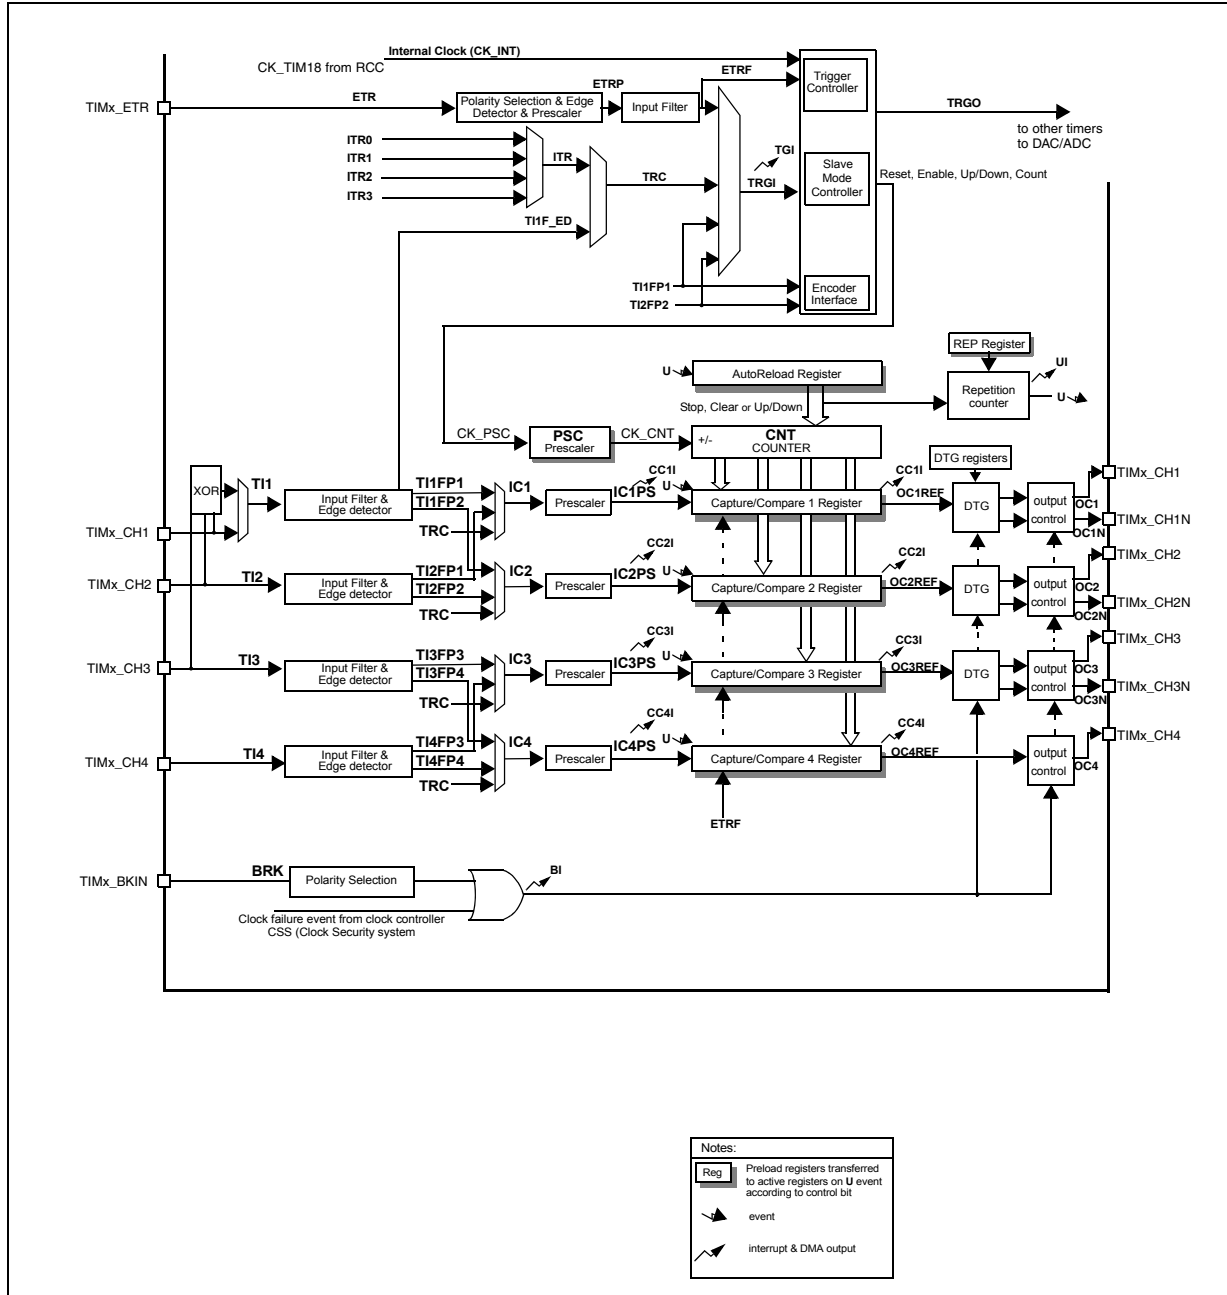 Internal Clock (CK_INT)
CK_TIM18 from RCC
ETRF
Trigger
Controller
TIMx_ETR
ETR
Polarity Selection & Edge
Detector & Prescaler
ETRP
Input Filter
TRGO
to other timers
to DAC/ADC
ITR0
ITR1
ITR2
ITR3
ITR
TRC
TGI
TRGI
Slave
Mode
Controller
Reset, Enable, Up/Down, Count
TI1F_ED
TI1FP1
TI2FP2
Encoder
Interface
REP Register
U
AutoReload Register
UI
Repetition
counter
U
Stop, Clear or Up/Down
CK_PSC
PSC
Prescaler
CK_CNT
+/-
CNT
COUNTER
DTG registers
XOR
TI1
Input Filter &
Edge detector
TI1FP1
TI1FP2
TRC
IC1
Prescaler
CC1I
IC1PS
U
Capture/Compare 1 Register
CC1I
OC1REF
DTG
output
control
OC1
OC1N
TIMx_CH1
TIMx_CH1N
TIMx_CH1
TIMx_CH2
TI2
Input Filter &
Edge detector
TI2FP1
TI2FP2
TRC
IC2
Prescaler
CC2I
IC2PS
U
Capture/Compare 2 Register
CC2I
OC2REF
DTG
output
control
OC2
OC2N
TIMx_CH2
TIMx_CH2N
TIMx_CH3
TI3
Input Filter &
Edge detector
TI3FP3
TI3FP4
TRC
IC3
Prescaler
CC3I
IC3PS
U
Capture/Compare 3 Register
CC3I
OC3REF
DTG
output
control
OC3
OC3N
TIMx_CH3
TIMx_CH3N
TIMx_CH4
TI4
Input Filter &
Edge detector
TI4FP3
TI4FP4
TRC
IC4
Prescaler
CC4I
IC4PS
U
Capture/Compare 4 Register
CC4I
OC4REF
output
control
OC4
TIMx_CH4
ETRF
TIMx_BKIN
BRK
Polarity Selection
BI
Clock failure event from clock controller
CSS (Clock Security system
Notes:
Reg
Preload registers transferred
to active registers on U event
according to control bit
event
interrupt & DMA output